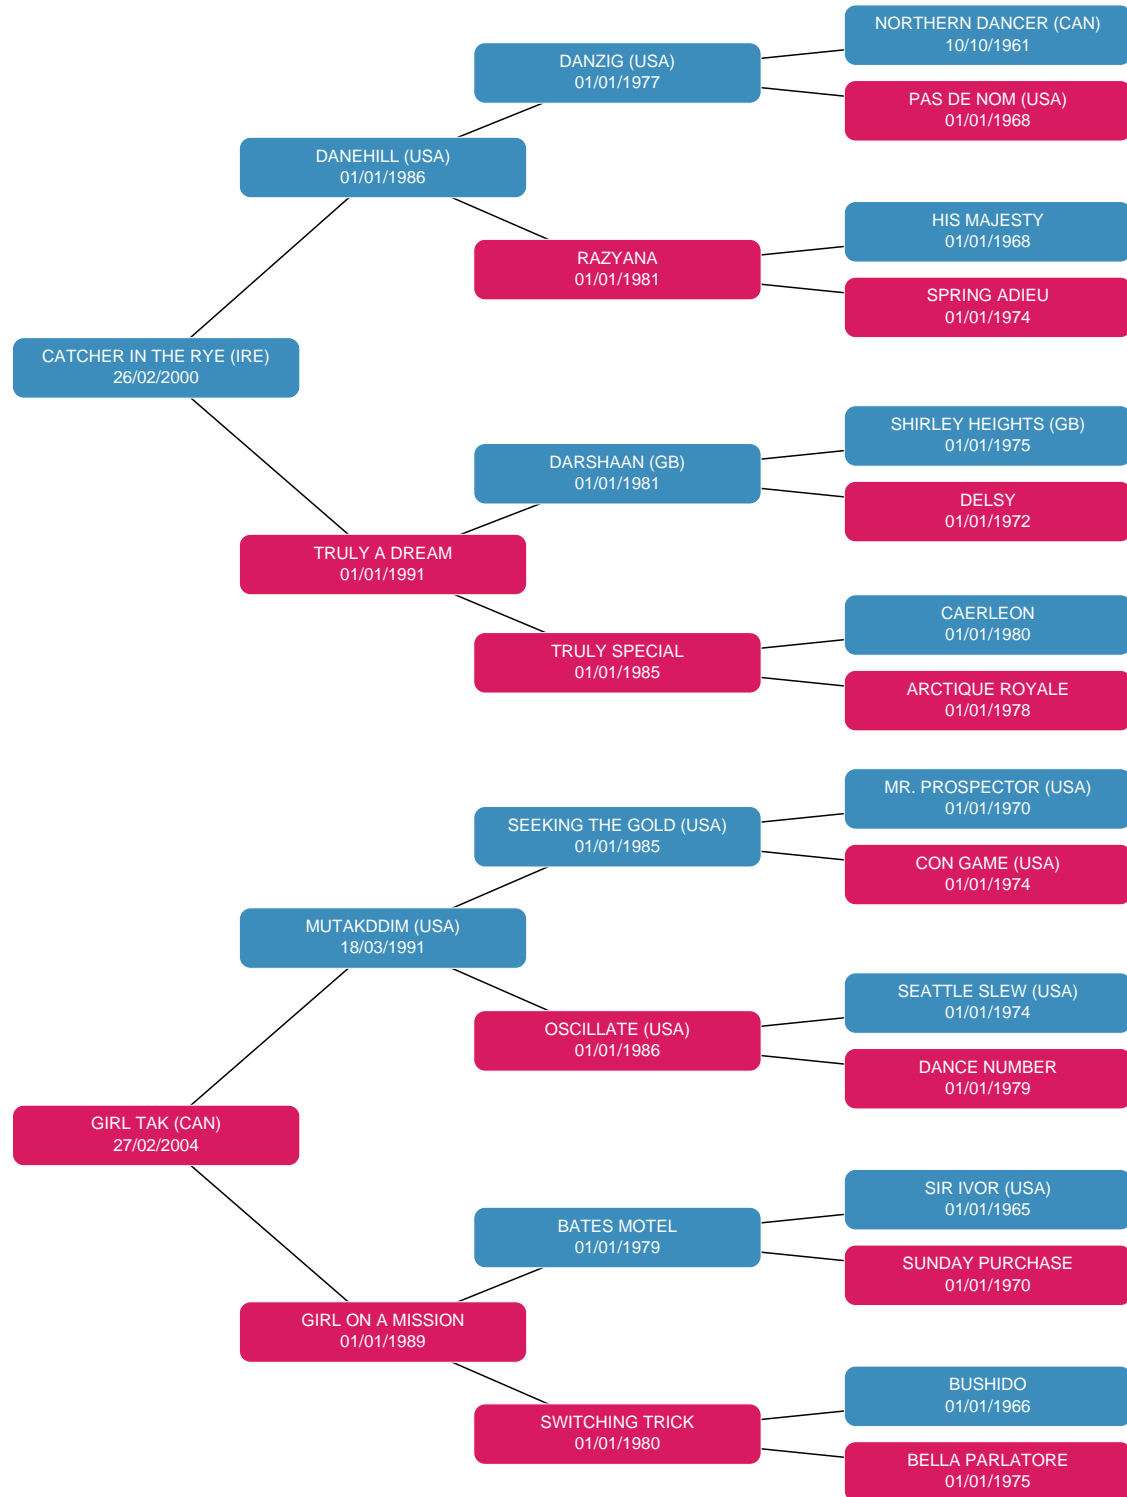 NORTHERN DANCER (CAN)
10/10/1961
DANZIG (USA)
01/01/1977
PAS DE NOM (USA)
01/01/1968
DANEHILL (USA)
01/01/1986
HIS MAJESTY
01/01/1968
RAZYANA
01/01/1981
SPRING ADIEU
01/01/1974
CATCHER IN THE RYE (IRE)
26/02/2000
SHIRLEY HEIGHTS (GB)
01/01/1975
DARSHAAN (GB)
01/01/1981
DELSY
01/01/1972
TRULY A DREAM
01/01/1991
CAERLEON
01/01/1980
TRULY SPECIAL
01/01/1985
ARCTIQUE ROYALE
01/01/1978
MR. PROSPECTOR (USA)
01/01/1970
SEEKING THE GOLD (USA)
01/01/1985
CON GAME (USA)
01/01/1974
MUTAKDDIM (USA)
18/03/1991
SEATTLE SLEW (USA)
01/01/1974
OSCILLATE (USA)
01/01/1986
DANCE NUMBER
01/01/1979
GIRL TAK (CAN)
27/02/2004
SIR IVOR (USA)
01/01/1965
BATES MOTEL
01/01/1979
SUNDAY PURCHASE
01/01/1970
GIRL ON A MISSION
01/01/1989
BUSHIDO
01/01/1966
SWITCHING TRICK
01/01/1980
BELLA PARLATORE
01/01/1975